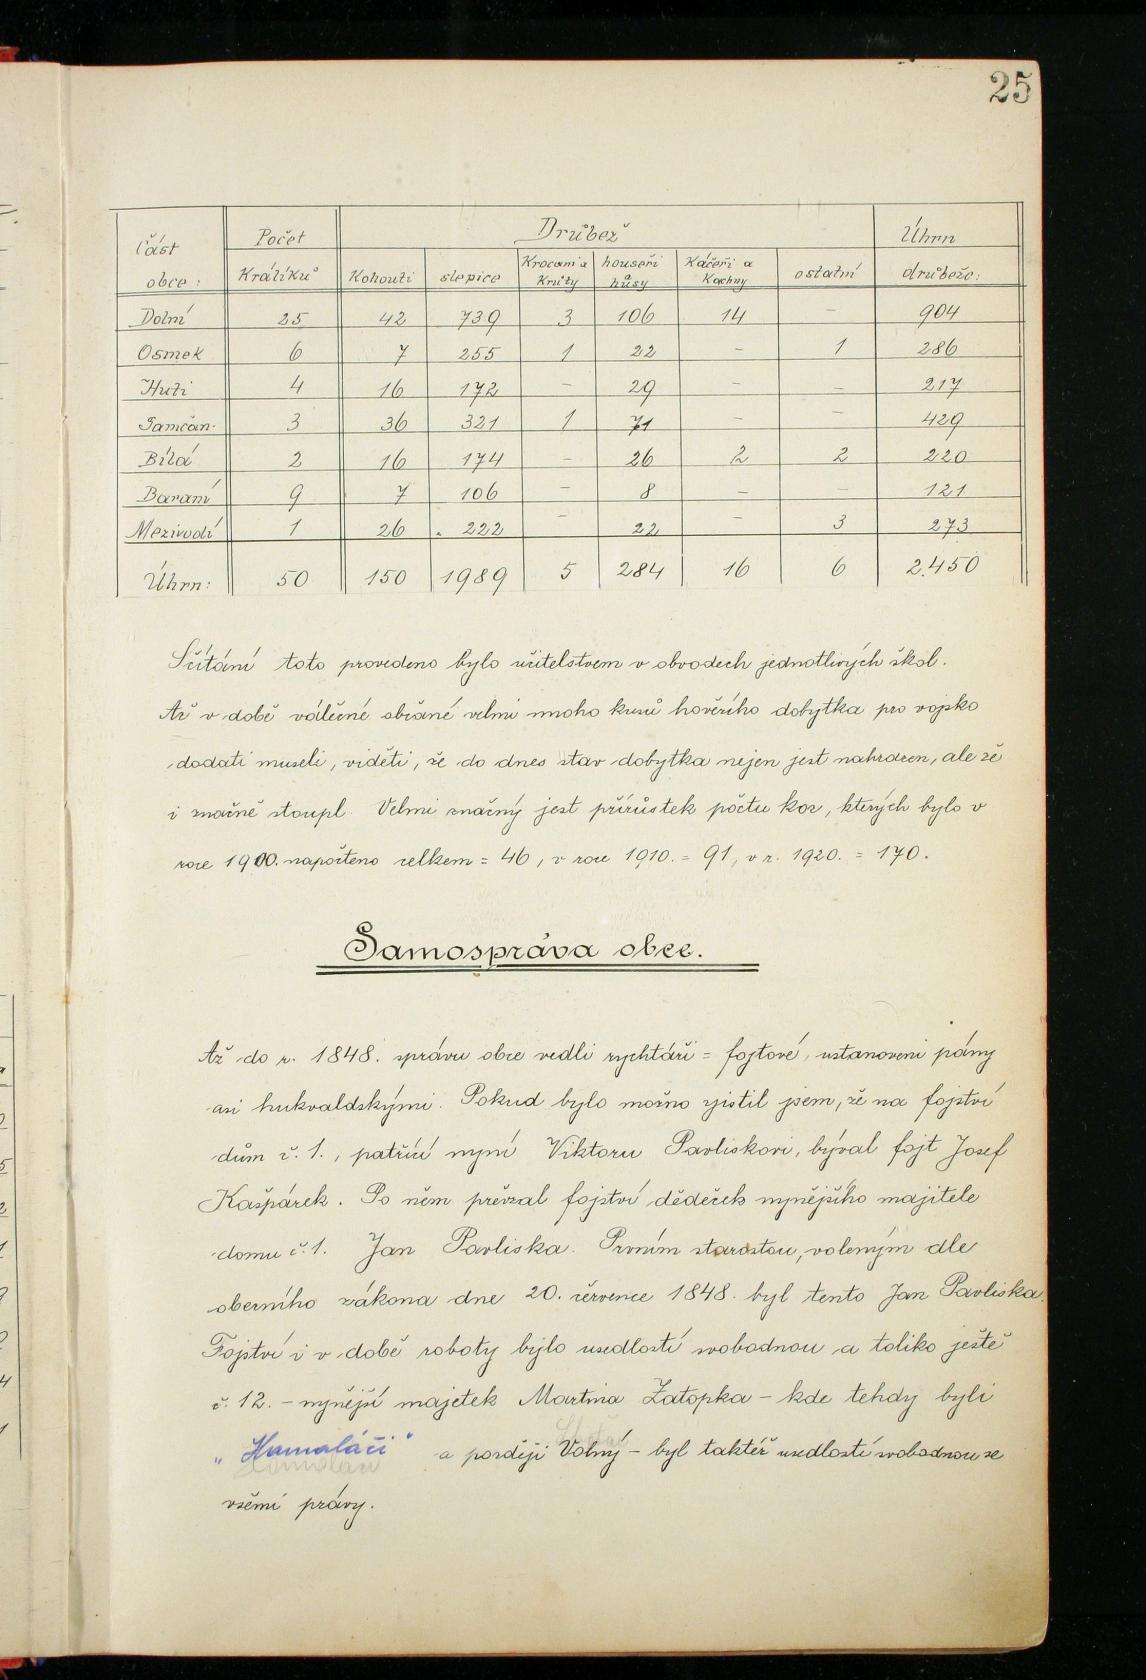 25
Část obce: | Počet Králíků | Drůbež | Úhrn drůbeže:
Kohouti | slepice | Krocani a Krůty | houseři a húsy | Káčeři a Kachny | ostatní
Dolní | 25 | 42 | 739 | 3 | 106 | 14 | - | 904
Osmek | 6 | 7 | 255 | 1 | 22 | - | 1 | 286
Huti | 4 | 16 | 172 | - | 29 | - | - | 217
Samčan. | 3 | 36 | 321 | 1 | 71 | - | - | 429
Bílá | 2 | 16 | 174 | - | 26 | 2 | 2 | 220
Baraní | 9 | 7 | 106 | - | 8 | - | - | 121
Mezivodí | 1 | 26 | 222 | - | 22 | - | 3 | 273
Úhrn: | 50 | 150 | 1989 | 5 | 284 | 16 | 6 | 2.450
Sčítání toto provedeno bylo učitelstvem v obvodech jednotlivých škol.
Ač v době válečné občané velmi mnoho kusů hovězího dobytka pro vojsko
dodati museli, viděti, že do dnes stav dobytka nejen jest nahrazen, ale že
i značně stoupl. Velmi značný jest přírůstek počtu koz, kterých bylo v
roce 1900. napočteno celkem = 46, v roce 1910. = 91, v r. 1920. = 170.
Samospráva obce.
Až do r. 1848. správu obce vedli rychtáři = fojtové, ustanoveni pány
asi hukvaldskými. Pokud bylo možno zjistil jsem, že na fojství
dům č. 1., patřící nyní Viktoru Pavliskovi, býval fojt Josef
Kašpárek. Po něm převzal fojství dědeček nynějšího majitele
domu č. 1. Jan Pavliska. Prvním starostou, voleným dle
obecního zákona dne 20. července 1848. byl tento Jan Pavliska.
Fojství i v době roboty bylo usedlostí svobodnou a toliko ještě
č. 12. - nynější majetek Martina Zátopka - kde tehdy byli
„Hamaláči" a později Volný - byl taktéž usedlostí svobodnou se
všemi právy.